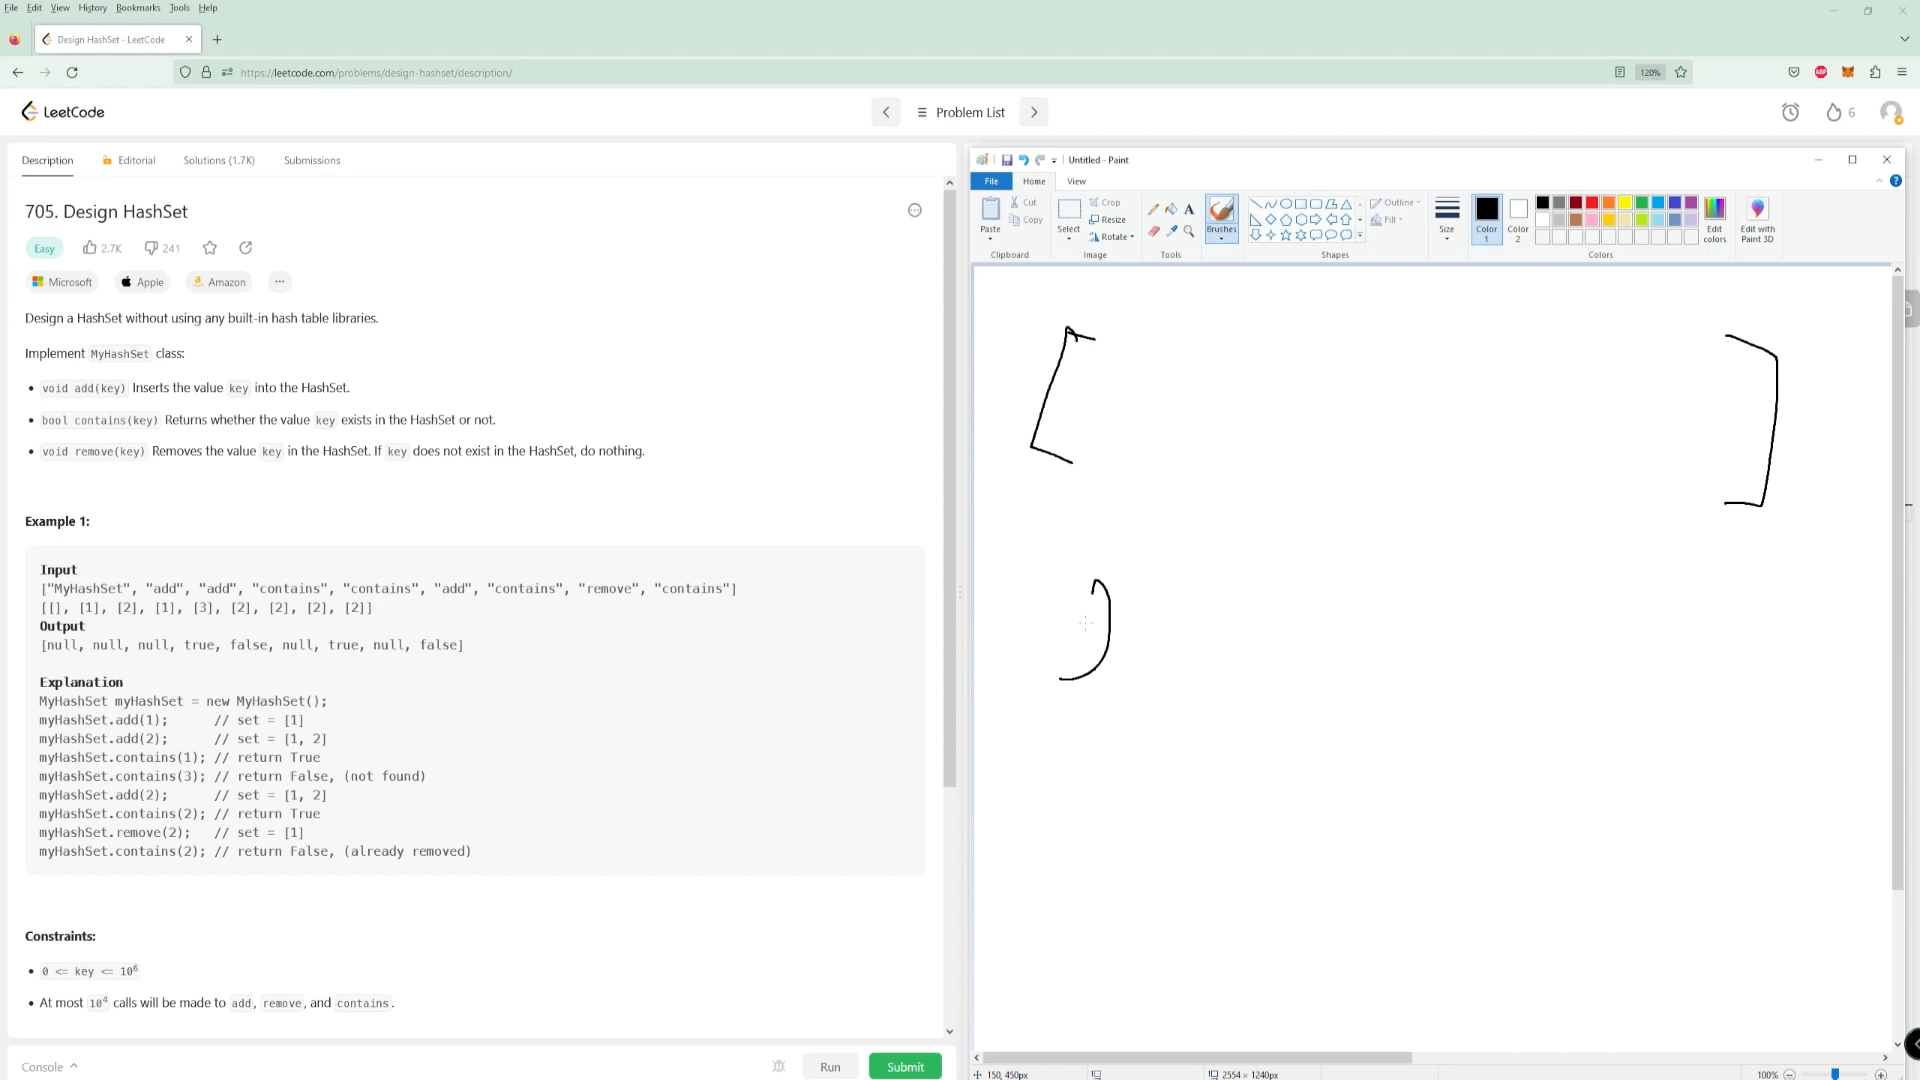 File Edit View History Bookmarks Tools Help
Design HashSet - LeetCode
https://leetcode.com/problems/design-hashset/description/
120%
ABP
LeetCode
Problem List
6
Description Editorial Solutions (1.7K) Submissions
705. Design HashSet
Easy 2.7K 241
Microsoft Apple Amazon ...
Design a HashSet without using any built-in hash table libraries.
Implement MyHashSet class:
• void add(key) Inserts the value key into the HashSet.
• bool contains(key) Returns whether the value key exists in the HashSet or not.
• void remove(key) Removes the value key in the HashSet. If key does not exist in the HashSet, do nothing.
Example 1:
Input
["MyHashSet", "add", "add", "contains", "contains", "add", "contains", "remove", "contains"]
[[], [1], [2], [1], [3], [2], [2], [2], [2]]
Output
[null, null, null, true, false, null, true, null, false]
Explanation
MyHashSet myHashSet = new MyHashSet();
myHashSet.add(1);      // set = [1]
myHashSet.add(2);      // set = [1, 2]
myHashSet.contains(1); // return True
myHashSet.contains(3); // return False, (not found)
myHashSet.add(2);      // set = [1, 2]
myHashSet.contains(2); // return True
myHashSet.remove(2);   // set = [1]
myHashSet.contains(2); // return False, (already removed)
Constraints:
• 0 <= key <= 10⁶
• At most 10⁴ calls will be made to add, remove, and contains.
Console Run Submit
Untitled - Paint
File Home View
Paste Cut Copy
Clipboard
Select Crop Resize Rotate
Image
A
Tools
Brushes
Outline Fill
Shapes
Size
Color 1
Color 2
Edit colors
Colors
Edit with Paint 3D
150, 450px
2554 × 1240px
100%